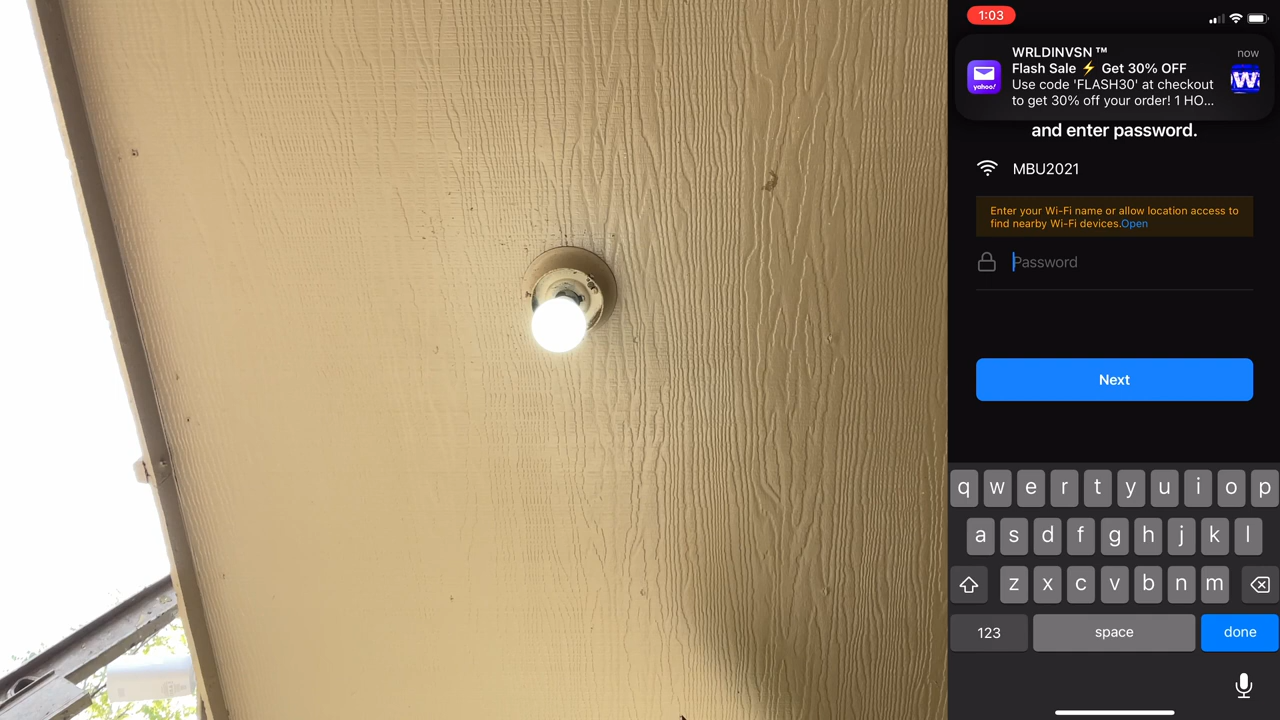 1:03
WRLDINVSN ™
now
Flash Sale ⚡ Get 30% OFF
Use code 'FLASH30' at checkout
to get 30% off your order! 1 HO...
yahoo!
W
and enter password.
MBU2021
Enter your Wi-Fi name or allow location access to
find nearby Wi-Fi devices.Open
Password
Next
q w e r t y u i o p
a s d f g h j k l
z x c v b n m
123 space done